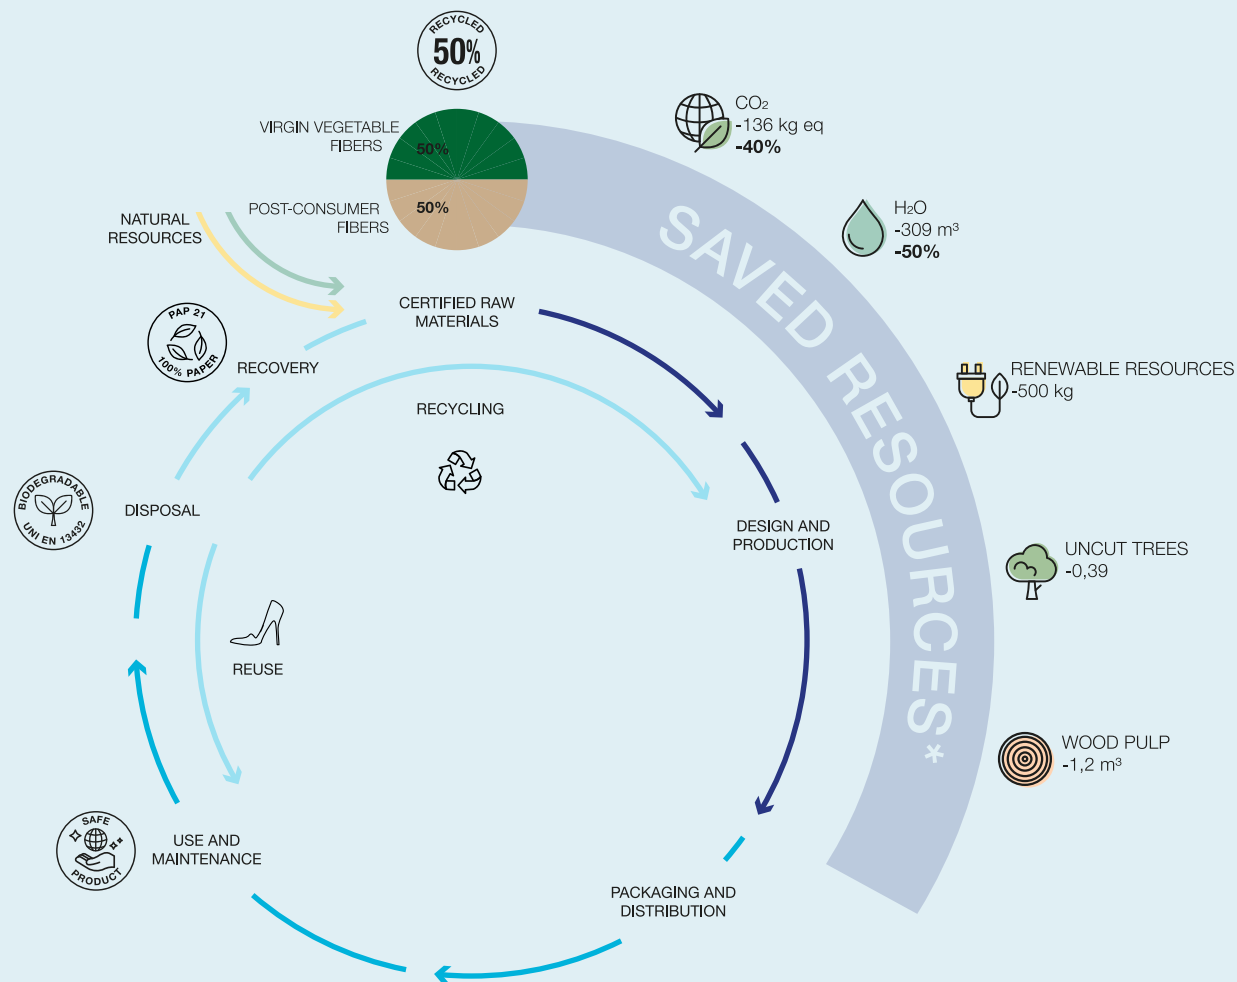 RECYCLED
50%
RECYCLED
VIRGIN VEGETABLE
FIBERS
50%
POST-CONSUMER
FIBERS
50%
NATURAL
RESOURCES
CO₂
-136 kg eq
-40%
H₂O
-309 m³
-50%
SAVED RESOURCES*
RENEWABLE RESOURCES
-500 kg
UNCUT TREES
-0,39
WOOD PULP
-1,2 m³
CERTIFIED RAW
MATERIALS
PAP 21
100% PAPER
RECOVERY
RECYCLING
BIODEGRADABLE
UNI EN 13432
DISPOSAL
DESIGN AND
PRODUCTION
REUSE
SAFE
PRODUCT
USE AND
MAINTENANCE
PACKAGING AND
DISTRIBUTION